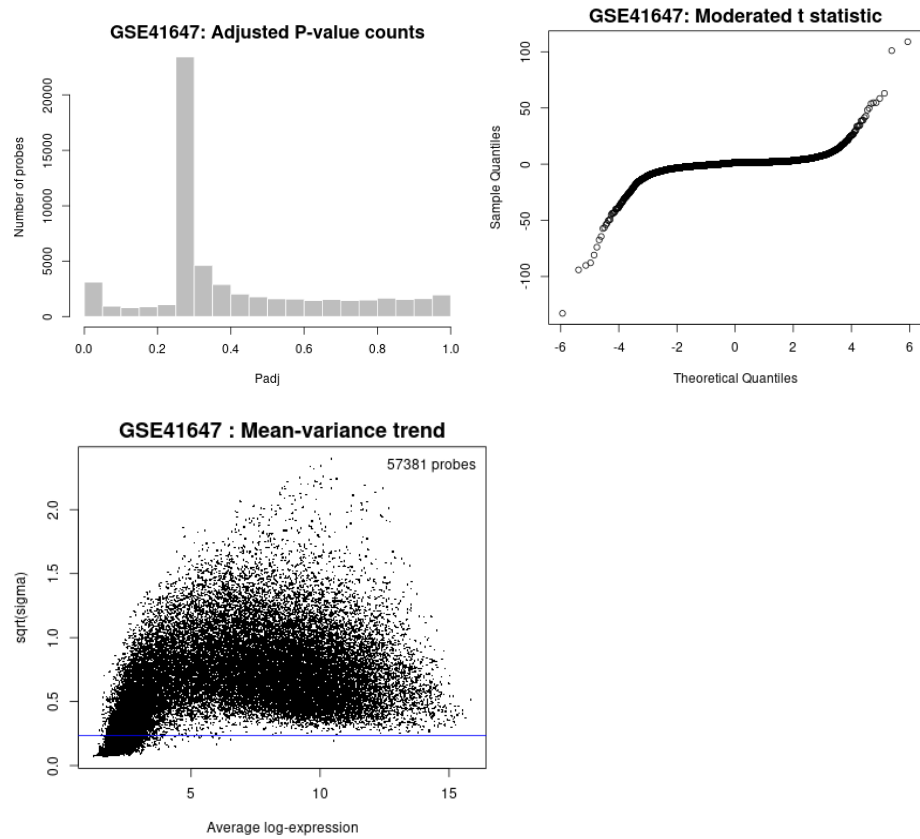 GSE41647: Adjusted P-value counts
Number of probes
20000
15000
10000
5000
0
0.0 0.2 0.4 0.6 0.8 1.0
Padj
GSE41647: Moderated t statistic
Sample Quantiles
100
50
0
-50
-100
-6 -4 -2 0 2 4 6
Theoretical Quantiles
GSE41647 : Mean-variance trend
57381 probes
sqrt(sigma)
2.0
1.5
1.0
0.5
0.0
5 10 15
Average log-expression